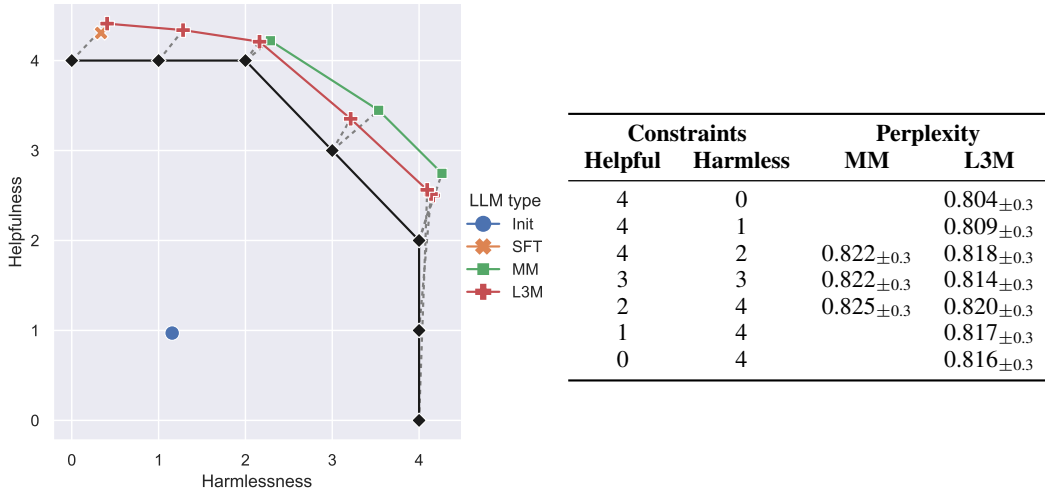 4
3
2
1
0
Helpfulness
0 1 2 3 4
Harmlessness
LLM type
Init
SFT
MM
L3M
Constraints Perplexity
Helpful Harmless MM L3M
4 0 0.804±0.3
4 1 0.809±0.3
4 2 0.822±0.3 0.818±0.3
3 3 0.822±0.3 0.814±0.3
2 4 0.825±0.3 0.820±0.3
1 4 0.817±0.3
0 4 0.816±0.3